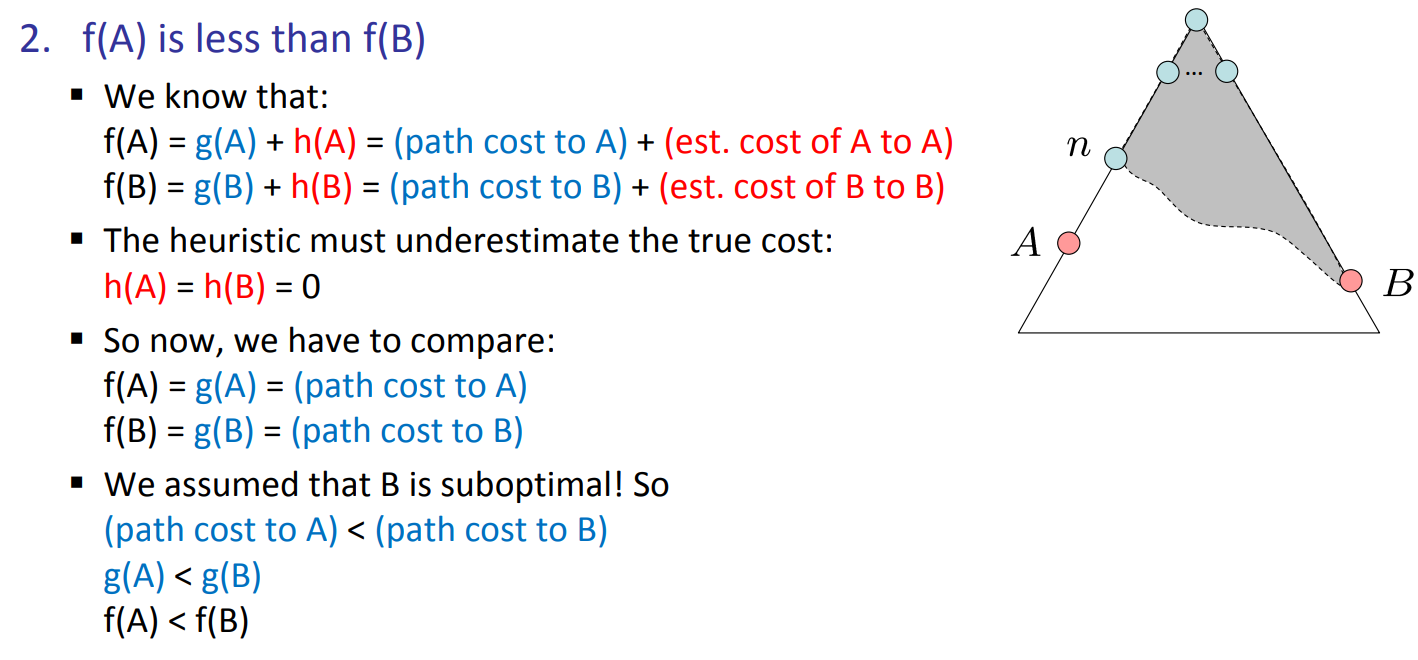 2. f(A) is less than f(B)
▪ We know that:
f(A) = g(A) + h(A) = (path cost to A) + (est. cost of A to A)
f(B) = g(B) + h(B) = (path cost to B) + (est. cost of B to B)
▪ The heuristic must underestimate the true cost:
h(A) = h(B) = 0
▪ So now, we have to compare:
f(A) = g(A) = (path cost to A)
f(B) = g(B) = (path cost to B)
▪ We assumed that B is suboptimal! So
(path cost to A) < (path cost to B)
g(A) < g(B)
f(A) < f(B)
...
n
A
B